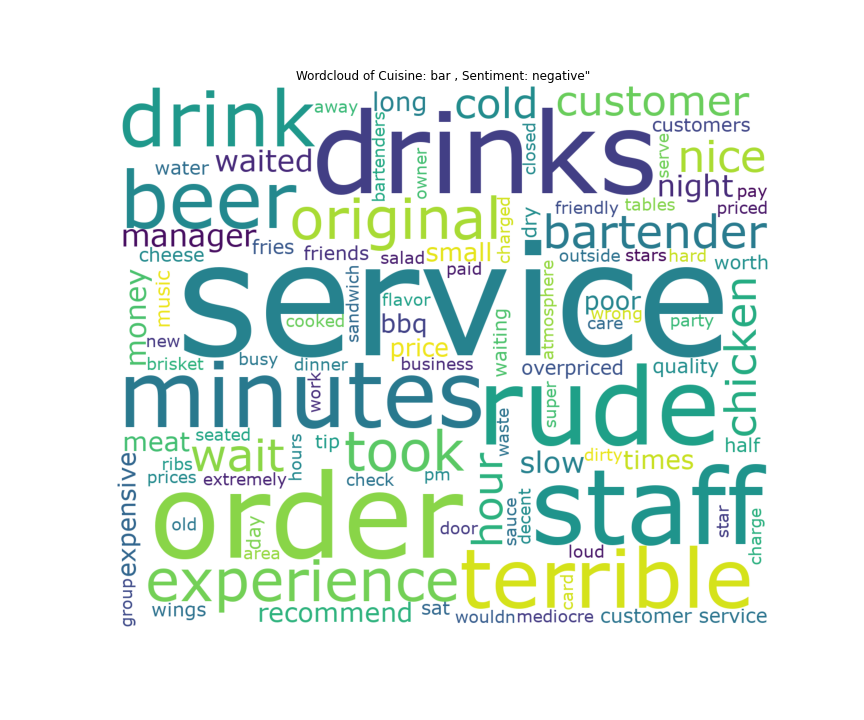 Wordcloud of Cuisine: bar , Sentiment: negative"
drink
away
long
cold
customer
drinks
bartenders
customers
closed
water
waited
owner
serve
nice
beer
night
pay
original
charged
dry
friendly
tables
priced
manager
fries
friends
salad
small
bartender
cheese
paid
outside
stars
hard
worth
service
money
music
sandwich
flavor
atmosphere
poor
wrong
new
cooked
bbq
care
party
chicken
price
waiting
brisket
busy
dinner
business
overpriced
quality
minutes
work
super
rude
waste
meat
seated
wait
hours
tip
took
half
ribs
prices
extremely
check
pm
hour
slow
dirty
times
expensive
order
old
day
area
door
sauce
decent
staff
star
charge
loud
experience
terrible
card
group
wings
recommend
sat
wouldn
mediocre
customer service